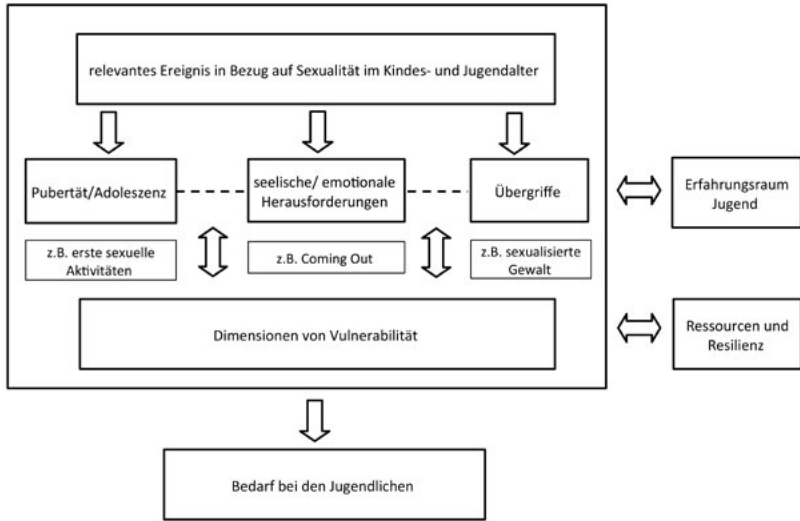 relevantes Ereignis in Bezug auf Sexualität im Kindes- und Jugendalter
Pubertät/Adoleszenz
seelische/ emotionale
Herausforderungen
Übergriffe
Erfahrungsraum
Jugend
z.B. erste sexuelle
Aktivitäten
z.B. Coming Out
z.B. sexualisierte
Gewalt
Dimensionen von Vulnerabilität
Ressourcen und
Resilienz
Bedarf bei den Jugendlichen